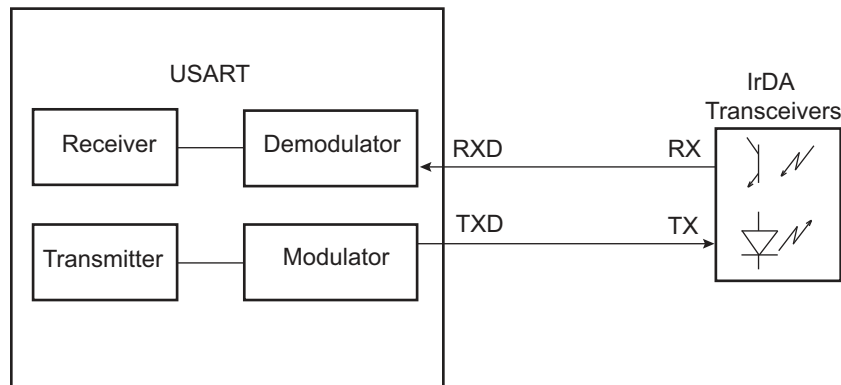 USART
IrDA
Transceivers
Receiver
Demodulator
RXD
RX
Transmitter
Modulator
TXD
TX